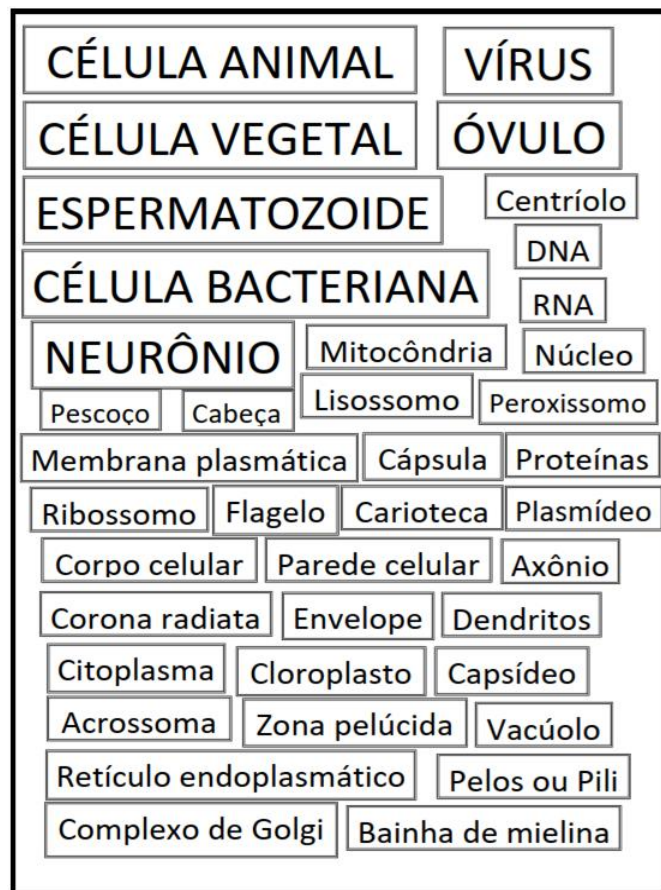 CÉLULA ANIMAL VÍRUS
CÉLULA VEGETAL ÓVULO
ESPERMATOZOIDE Centríolo
DNA
CÉLULA BACTERIANA
RNA
NEURÔNIO Mitocôndria Núcleo
Pescoço Cabeça Lisossomo Peroxissomo
Membrana plasmática Cápsula Proteínas
Ribossomo Flagelo Carioteca Plasmídeo
Corpo celular Parede celular Axônio
Corona radiata Envelope Dendritos
Citoplasma Cloroplasto Capsídeo
Acrossoma Zona pelúcida Vacúolo
Retículo endoplasmático Pelos ou Pili
Complexo de Golgi Bainha de mielina